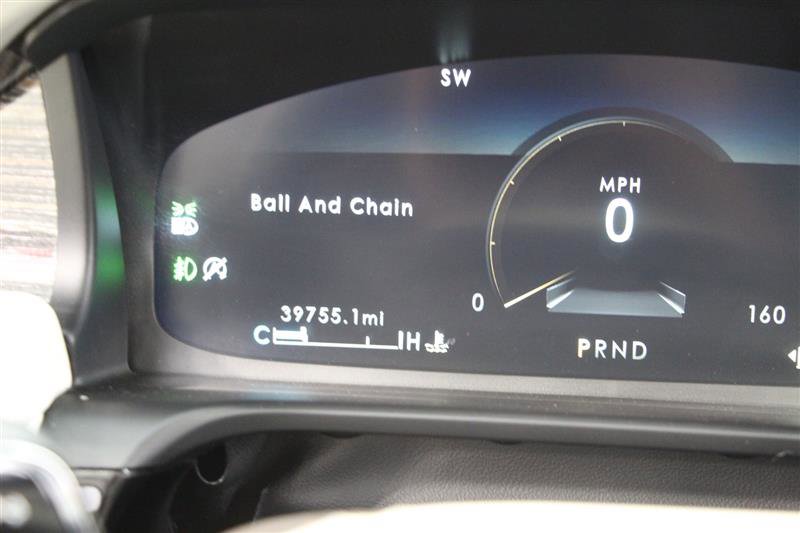 SW
MPH
0
Ball And Chain
0
160
39755.1mi
C H
PRND